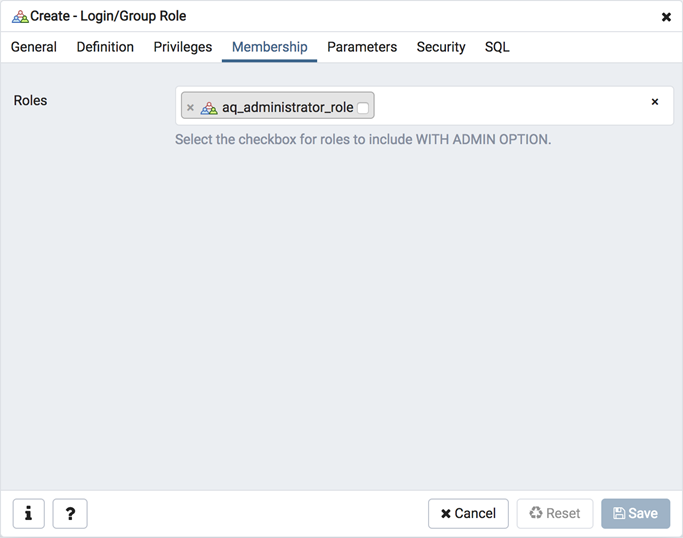 Create - Login/Group Role
General Definition Privileges Membership Parameters Security SQL
Roles
aq_administrator_role
Select the checkbox for roles to include WITH ADMIN OPTION.
i ? Cancel Reset Save